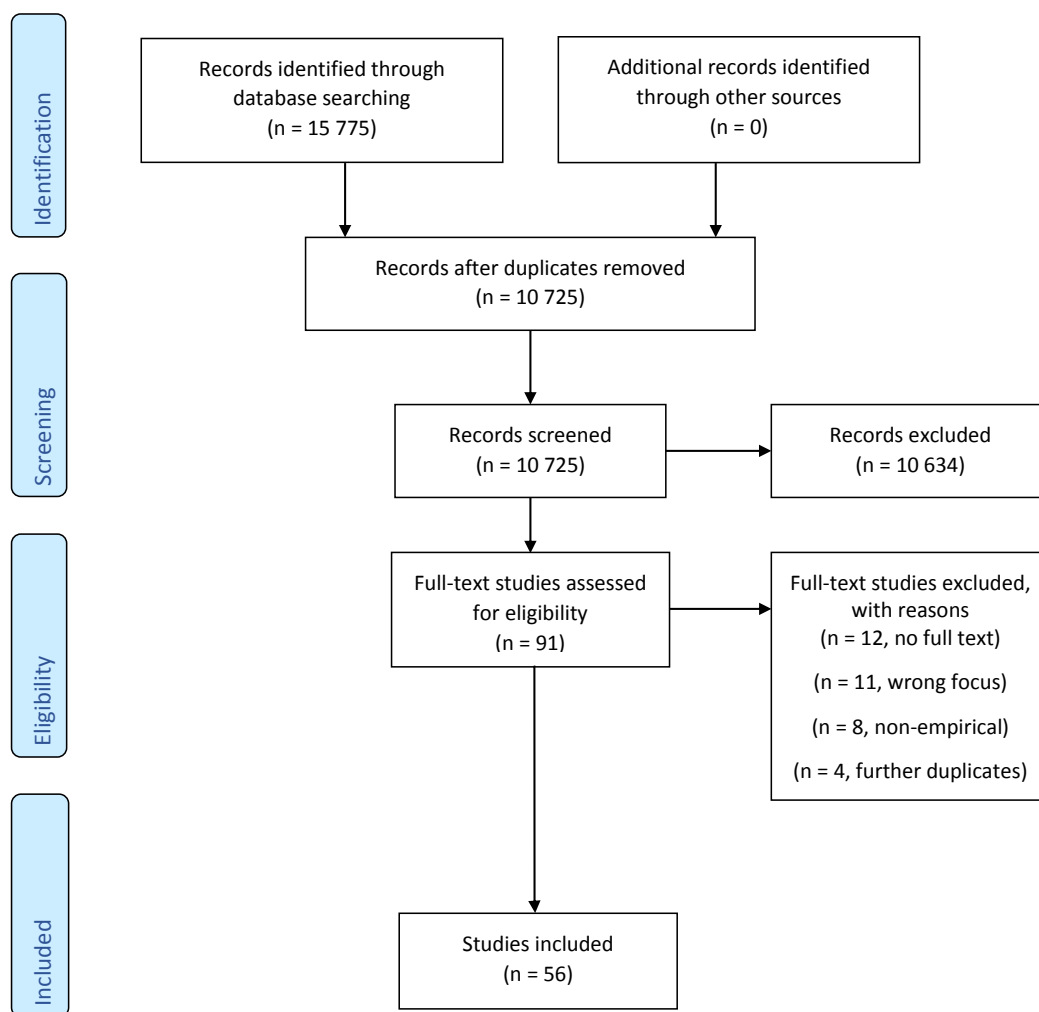 Identification
Records identified through
database searching
(n = 15 775)
Additional records identified
through other sources
(n = 0)
Records after duplicates removed
(n = 10 725)
Screening
Records screened
(n = 10 725)
Records excluded
(n = 10 634)
Eligibility
Full-text studies assessed
for eligibility
(n = 91)
Full-text studies excluded,
with reasons
(n = 12, no full text)
(n = 11, wrong focus)
(n = 8, non-empirical)
(n = 4, further duplicates)
Included
Studies included
(n = 56)